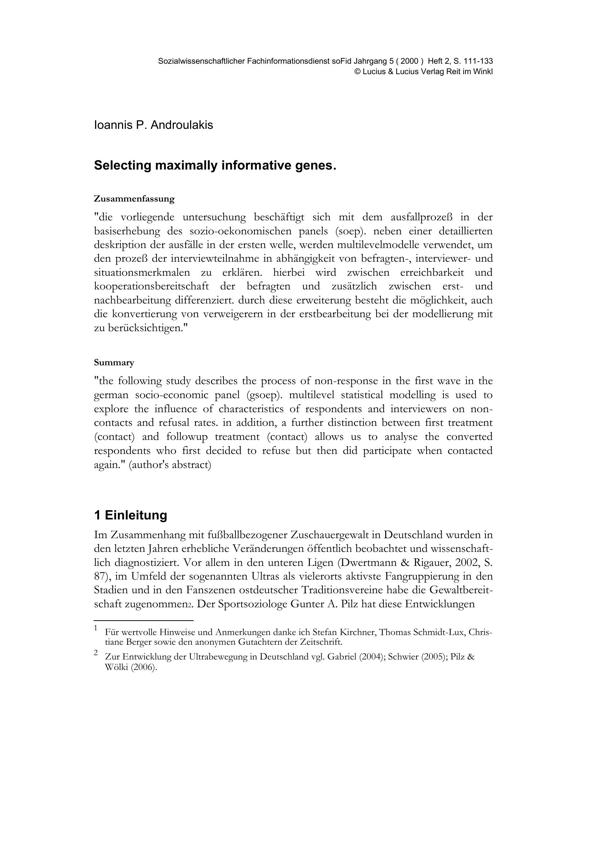 Sozialwissenschaftlicher Fachinformationsdienst soFid Jahrgang 5 ( 2000 ) Heft 2, S. 111-133
© Lucius & Lucius Verlag Reit im Winkl
Ioannis P. Androulakis
Selecting maximally informative genes.
Zusammenfassung
"die vorliegende untersuchung beschäftigt sich mit dem ausfallprozeß in der
basiserhebung des sozio-oekonomischen panels (soep). neben einer detaillierten
deskription der ausfälle in der ersten welle, werden multilevelmodelle verwendet, um
den prozeß der interviewteilnahme in abhängigkeit von befragten-, interviewer- und
situationsmerkmalen zu erklären. hierbei wird zwischen erreichbarkeit und
kooperationsbereitschaft der befragten und zusätzlich zwischen erst- und
nachbearbeitung differenziert. durch diese erweiterung besteht die möglichkeit, auch
die konvertierung von verweigerern in der erstbearbeitung bei der modellierung mit
zu berücksichtigen."
Summary
"the following study describes the process of non-response in the first wave in the
german socio-economic panel (gsoep). multilevel statistical modelling is used to
explore the influence of characteristics of respondents and interviewers on non-
contacts and refusal rates. in addition, a further distinction between first treatment
(contact) and followup treatment (contact) allows us to analyse the converted
respondents who first decided to refuse but then did participate when contacted
again." (author's abstract)
1 Einleitung
Im Zusammenhang mit fußballbezogener Zuschauergewalt in Deutschland wurden in
den letzten Jahren erhebliche Veränderungen öffentlich beobachtet und wissenschaft-
lich diagnostiziert. Vor allem in den unteren Ligen (Dwertmann & Rigauer, 2002, S.
87), im Umfeld der sogenannten Ultras als vielerorts aktivste Fangruppierung in den
Stadien und in den Fanszenen ostdeutscher Traditionsvereine habe die Gewaltbereit-
schaft zugenommen2. Der Sportsoziologe Gunter A. Pilz hat diese Entwicklungen
1 Für wertvolle Hinweise und Anmerkungen danke ich Stefan Kirchner, Thomas Schmidt-Lux, Chris-
tiane Berger sowie den anonymen Gutachtern der Zeitschrift.
2 Zur Entwicklung der Ultrabewegung in Deutschland vgl. Gabriel (2004); Schwier (2005); Pilz &
Wölki (2006).